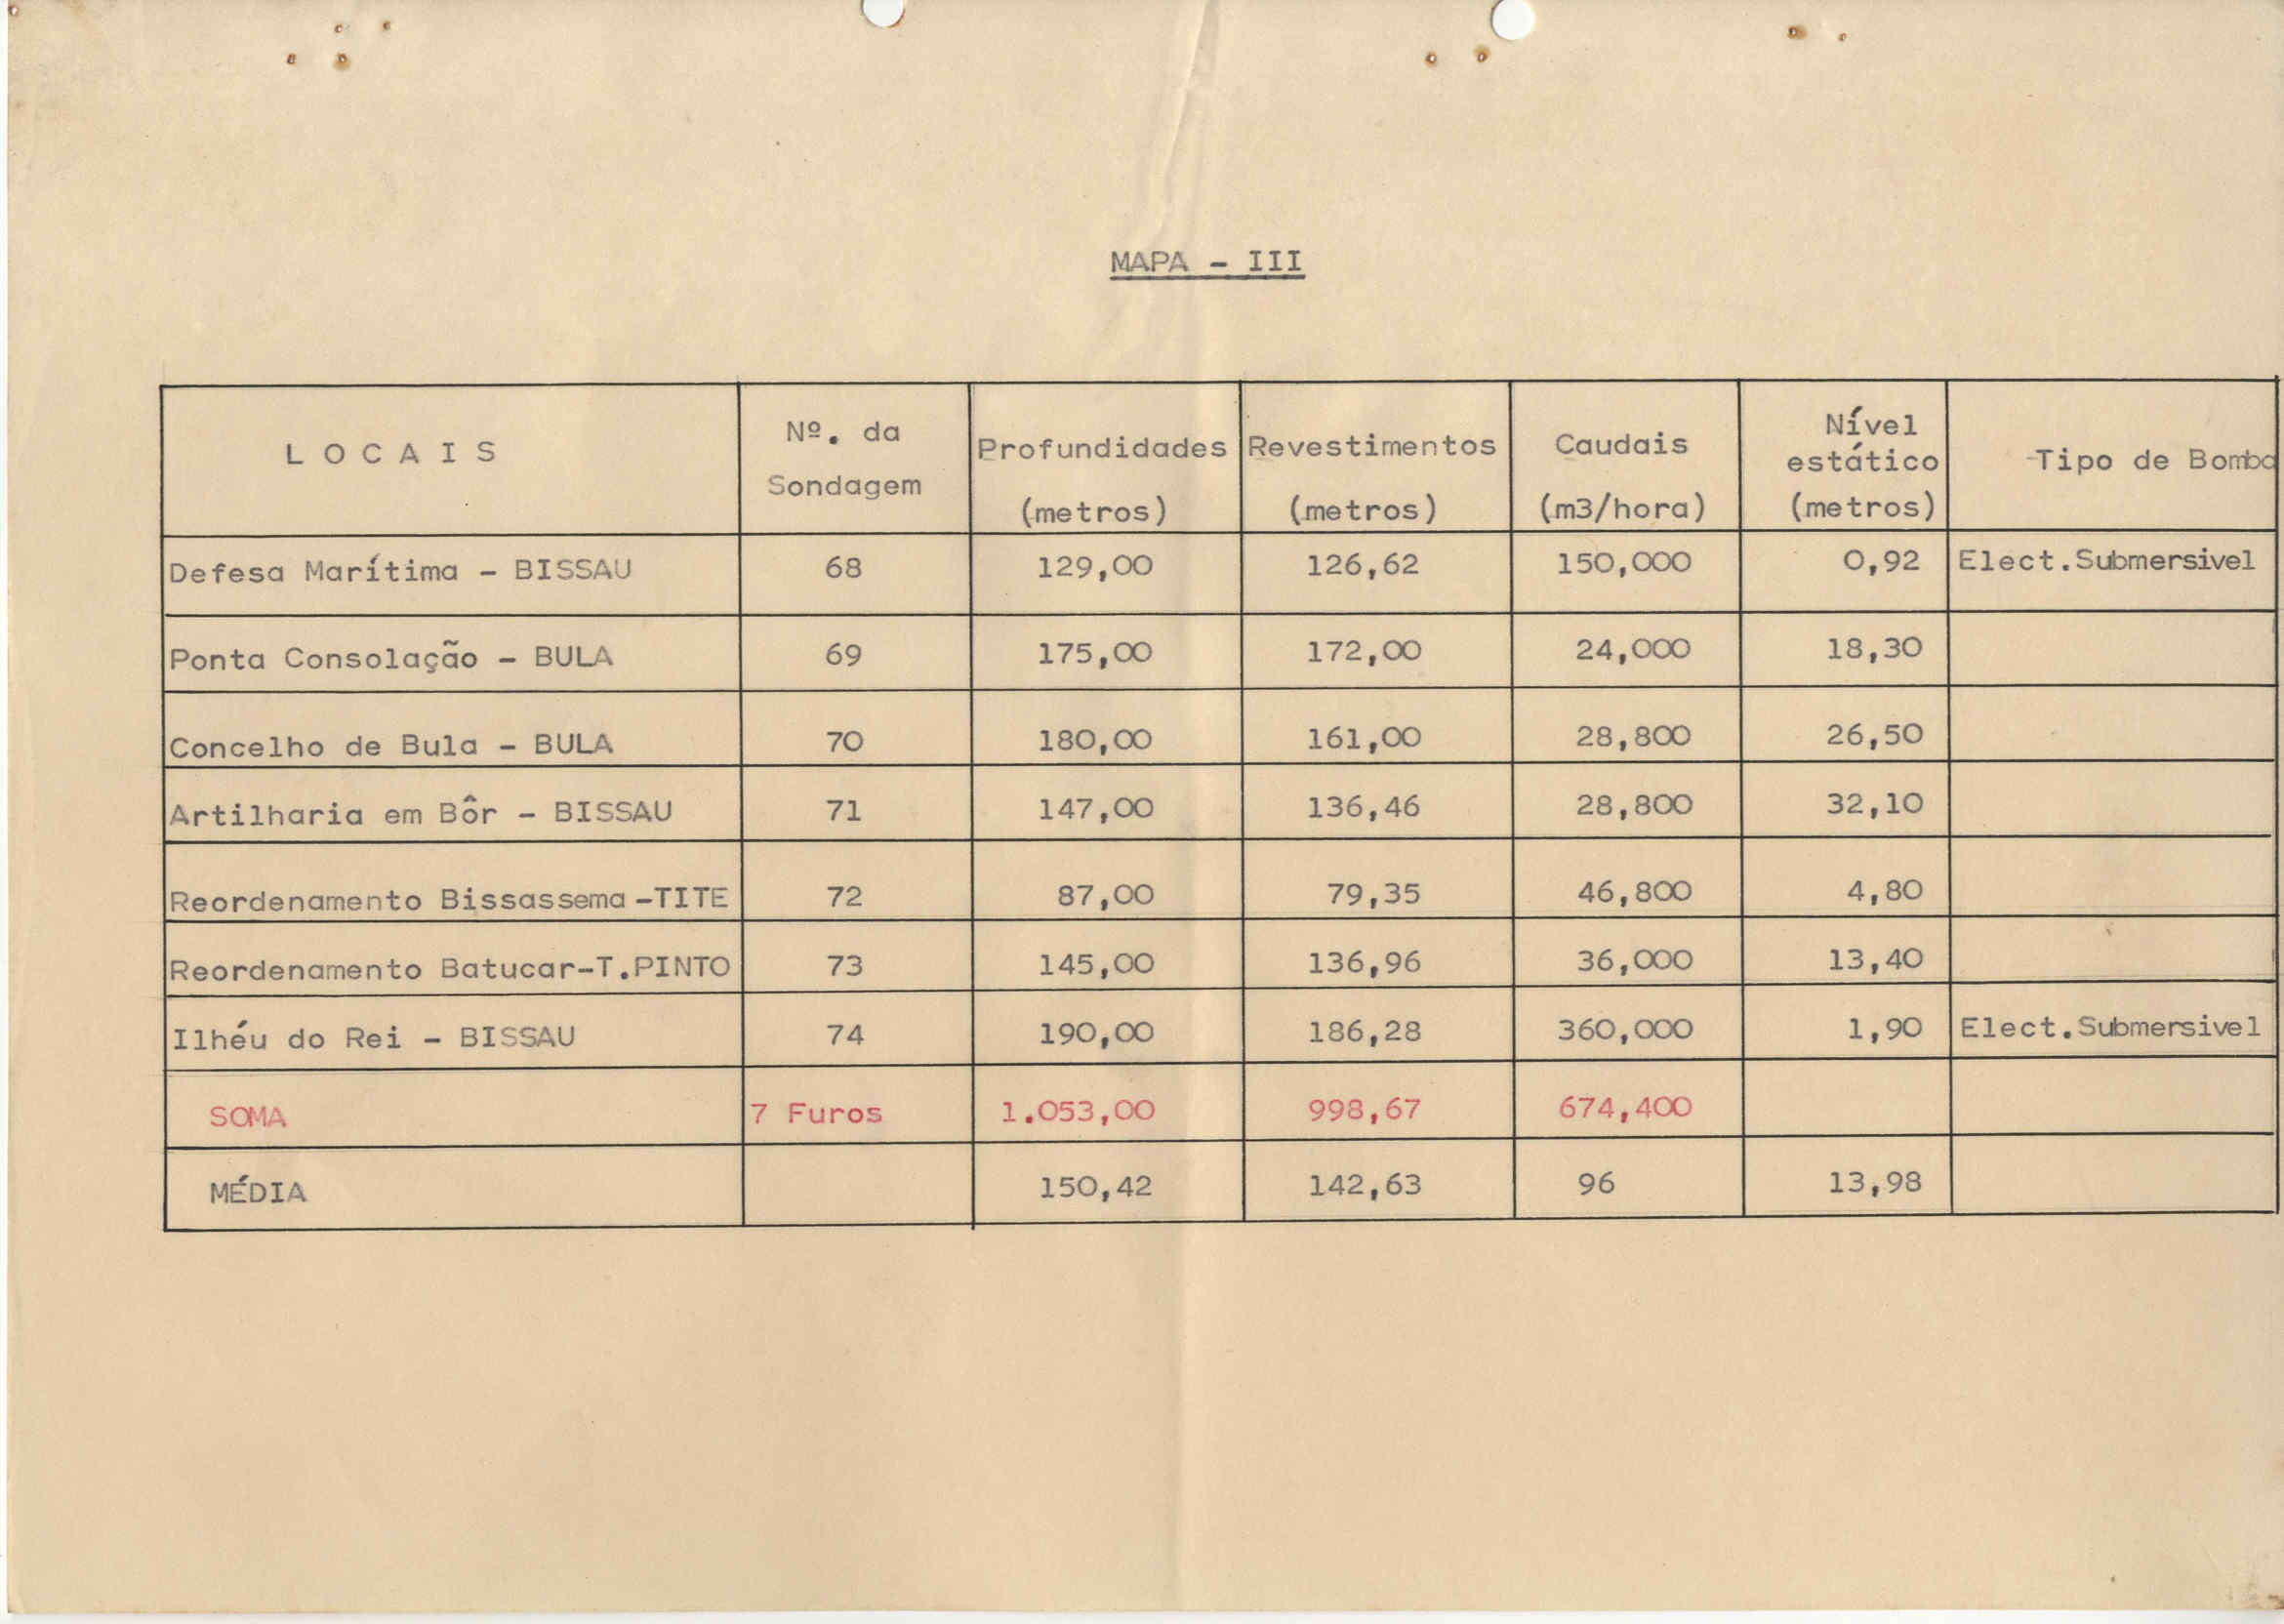 MAPA - III
L O C A I S
Nº. da
Sondagem
Profundidades
(metros)
Revestimentos
(metros)
Caudais
(m3/hora)
Nível
estático
(metros)
Tipo de Bomba
Defesa Marítima - BISSAU 68 129,00 126,62 150,000 0,92 Elect.Submersivel
Ponta Consolação - BULA 69 175,00 172,00 24,000 18,30
Concelho de Bula - BULA 70 180,00 161,00 28,800 26,50
Artilharia em Bôr - BISSAU 71 147,00 136,46 28,800 32,10
Reordenamento Bissassema -TITE 72 87,00 79,35 46,800 4,80
Reordenamento Batucar-T.PINTO 73 145,00 136,96 36,000 13,40
Ilhéu do Rei - BISSAU 74 190,00 186,28 360,000 1,90 Elect.Submersivel
SOMA 7 Furos 1.053,00 998,67 674,400
MÉDIA 150,42 142,63 96 13,98